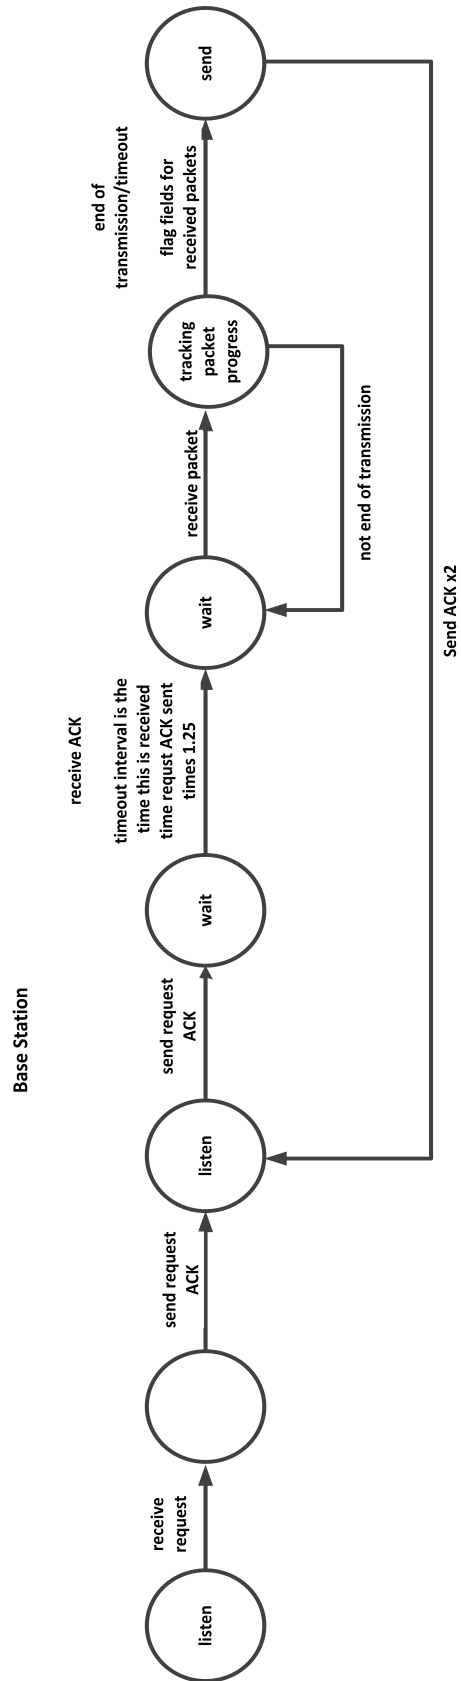 Base Station
listen
receive
request
send request
ACK
listen
send request
ACK
wait
receive ACK
timeout interval is the
time this is received
time requst ACK sent
times 1.25
wait
receive packet
tracking
packet
progress
not end of transmission
end of
transmission/timeout
flag fields for
received packets
send
Send ACK x2